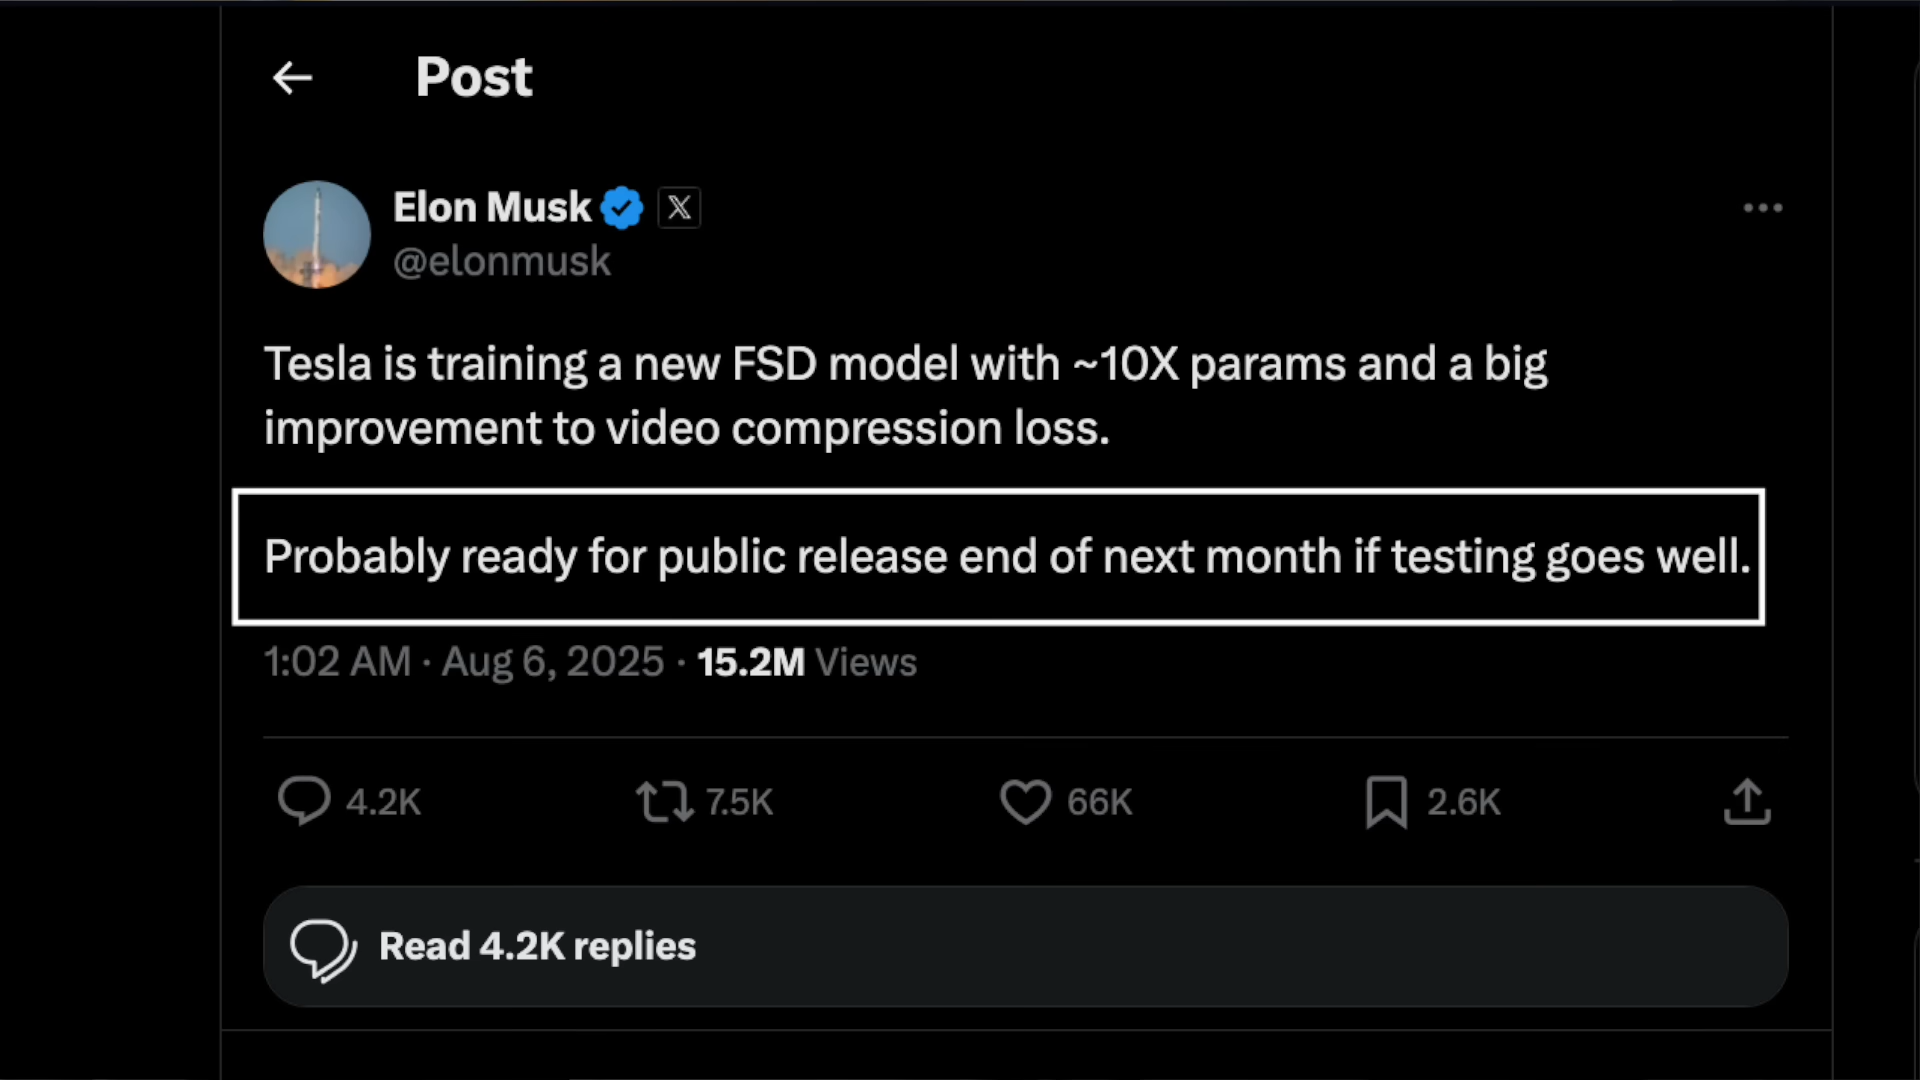 Post
Elon Musk
@elonmusk
Tesla is training a new FSD model with ~10X params and a big
improvement to video compression loss.
Probably ready for public release end of next month if testing goes well.
1:02 AM · Aug 6, 2025 · 15.2M Views
4.2K 7.5K 66K 2.6K
Read 4.2K replies